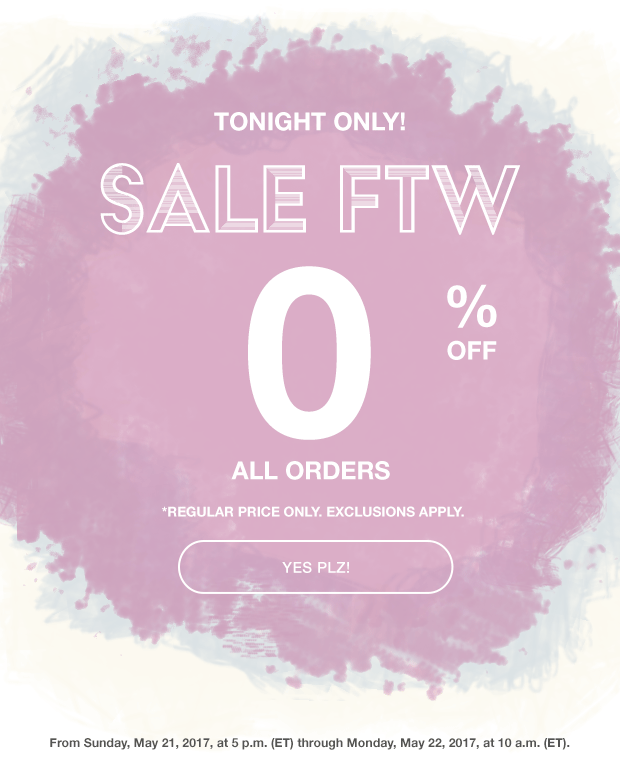 TONIGHT ONLY!
SALE FTW
0
%
OFF
ALL ORDERS
*REGULAR PRICE ONLY. EXCLUSIONS APPLY.
YES PLZ!
From Sunday, May 21, 2017, at 5 p.m. (ET) through Monday, May 22, 2017, at 10 a.m. (ET).